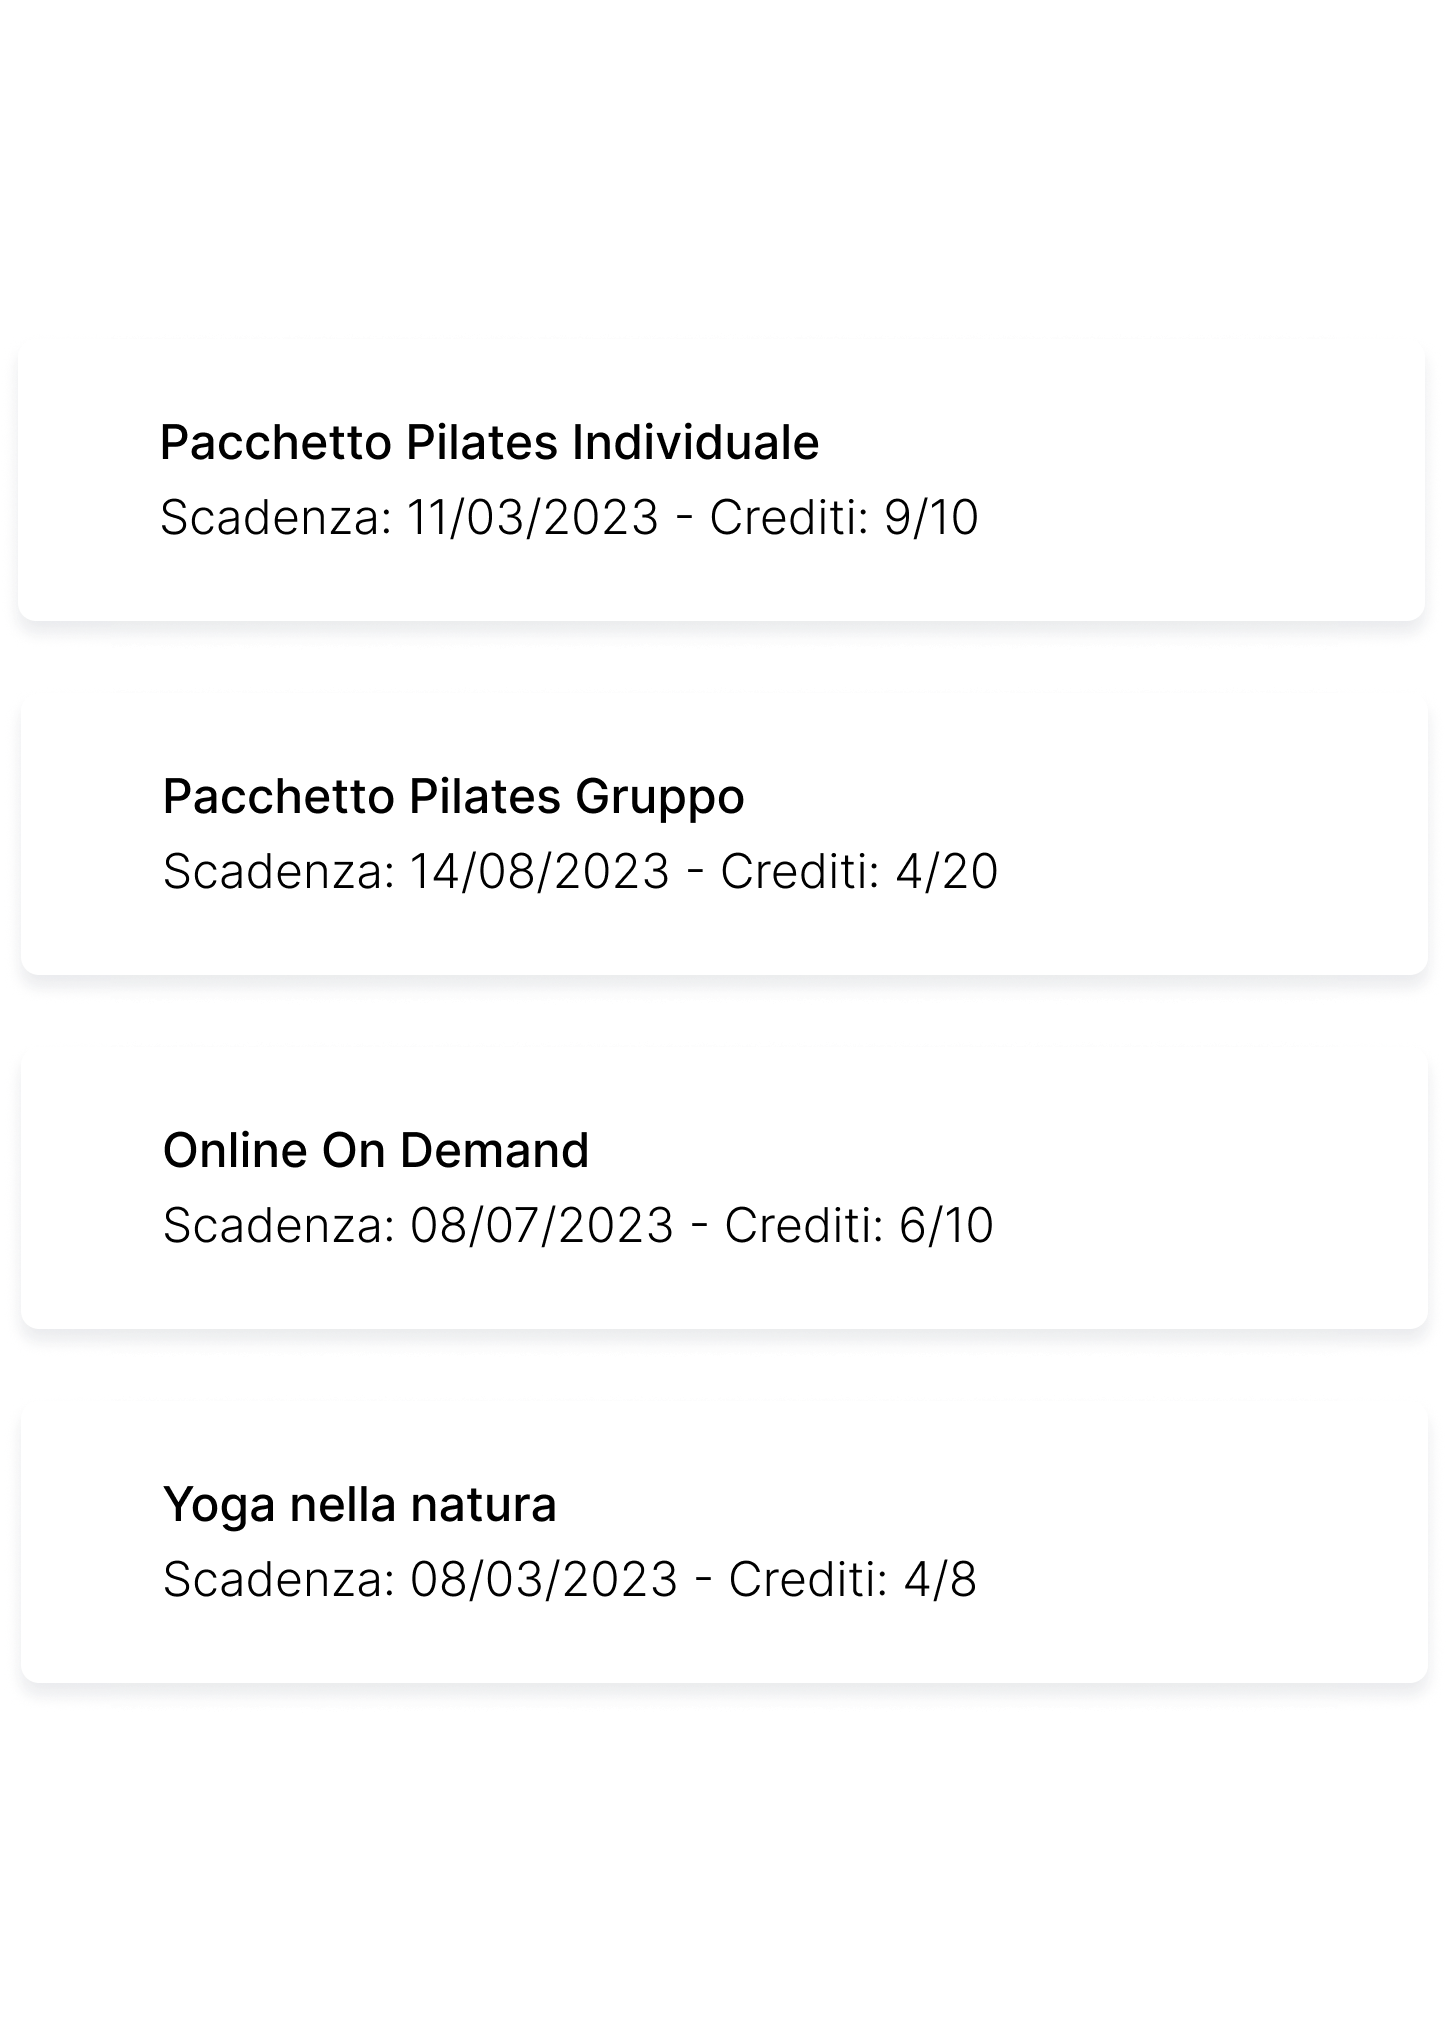 Pacchetto Pilates Individuale
Scadenza: 11/03/2023 - Crediti: 9/10
Pacchetto Pilates Gruppo
Scadenza: 14/08/2023 - Crediti: 4/20
Online On Demand
Scadenza: 08/07/2023 - Crediti: 6/10
Yoga nella natura
Scadenza: 08/03/2023 - Crediti: 4/8